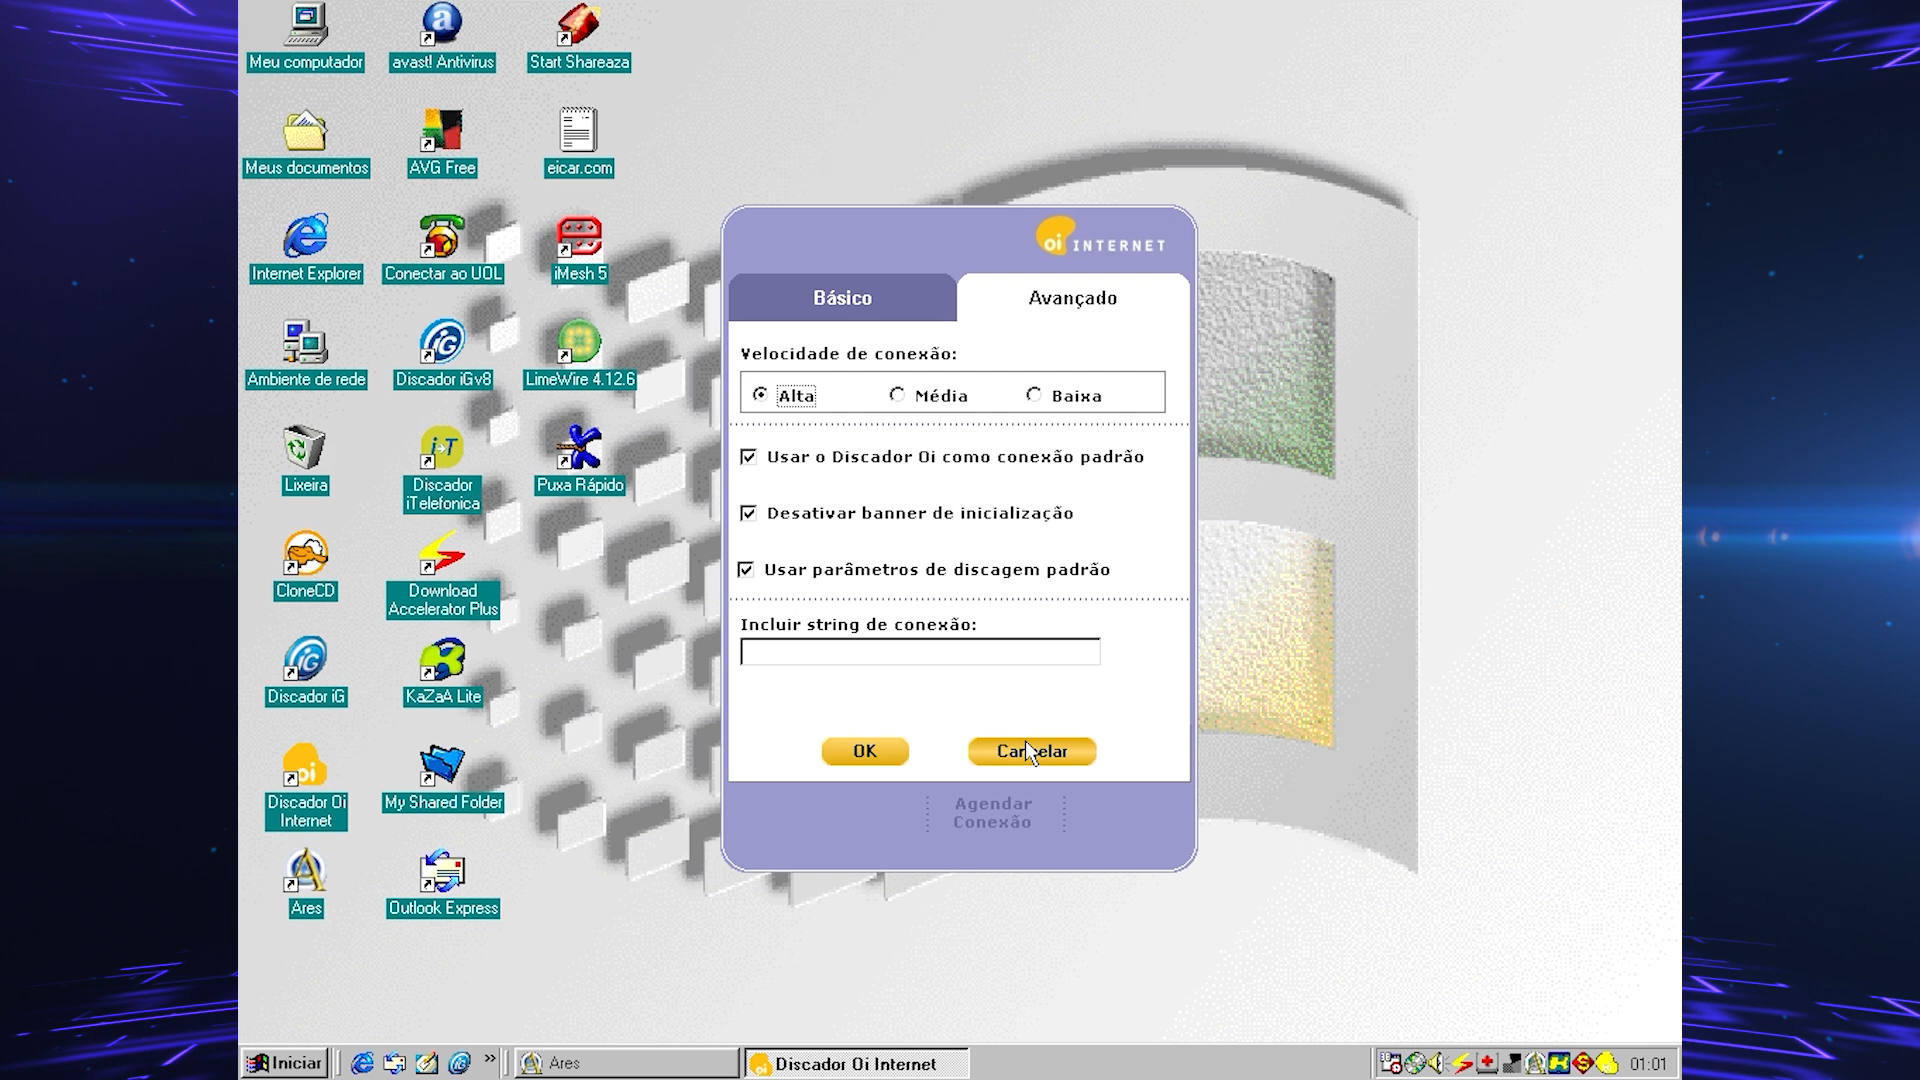 Meu computador
avast! Antivirus
Start Shareaza
Meus documentos
AVG Free
eicar.com
Internet Explorer
Conectar ao UOL
iMesh 5
Ambiente de rede
Discador iGv8
LimeWire 4.12.6
Lixeira
Discador
iTelefonica
Puxa Rápido
CloneCD
Download
Accelerator Plus
Discador iG
KaZaA Lite
Discador Oi
Internet
My Shared Folder
Ares
Outlook Express
oi INTERNET
Básico
Avançado
Velocidade de conexão:
Alta
Média
Baixa
Usar o Discador Oi como conexão padrão
Desativar banner de inicialização
Usar parâmetros de discagem padrão
Incluir string de conexão:
OK
Cancelar
Agendar
Conexão
Iniciar
Ares
Discador Oi Internet
01:01